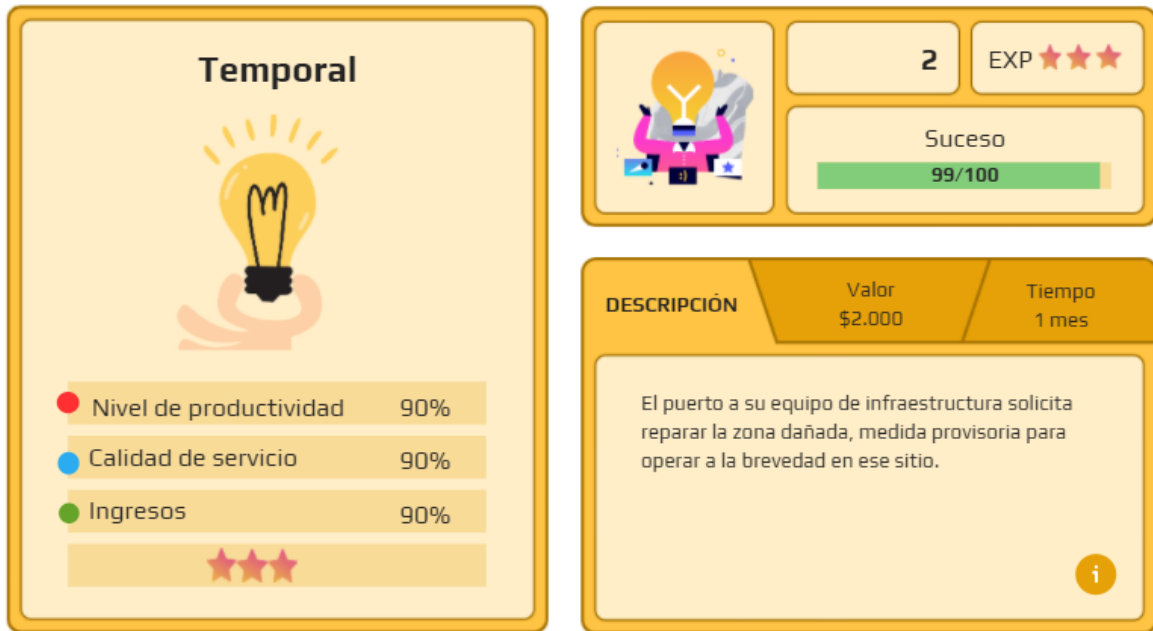 Temporal
Nivel de productividad 90%
Calidad de servicio 90%
Ingresos 90%
2
EXP
Suceso
99/100
:)
DESCRIPCIÓN
Valor
$2.000
Tiempo
1 mes
El puerto a su equipo de infraestructura solicita
reparar la zona dañada, medida provisoria para
operar a la brevedad en ese sitio.
i